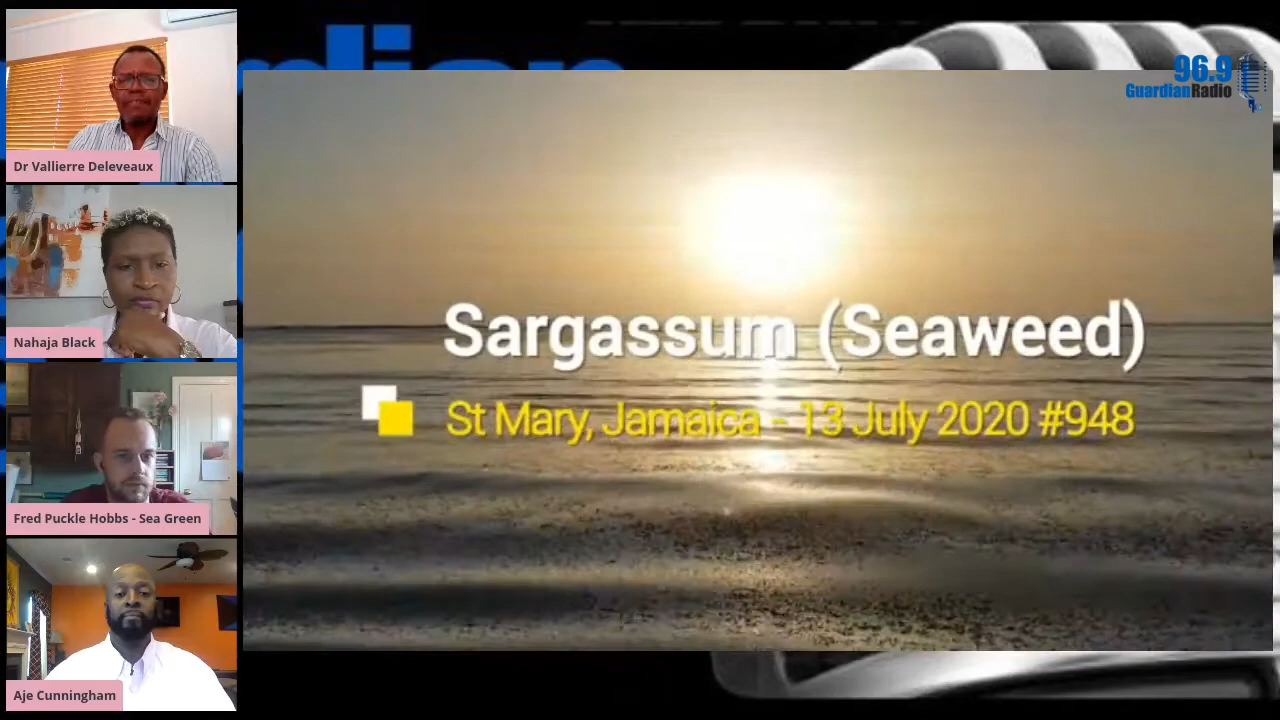 Dr Vallierre Deleveaux
Nahaja Black
Fred Puckle Hobbs - Sea Green
Aje Cunningham
96.9
GuardianRadio
Sargassum (Seaweed)
St Mary, Jamaica - 13 July 2020 #948